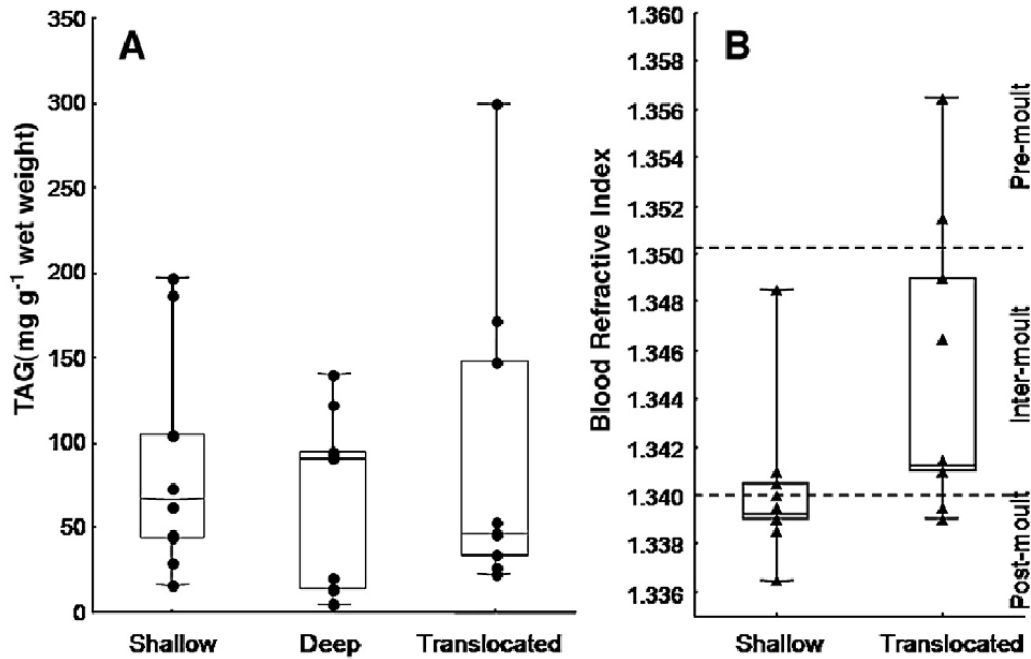 A
TAG(mg g⁻¹ wet weight)
350
300
250
200
150
100
50
0
Shallow
Deep
Translocated
B
Blood Refractive Index
1.360
1.358
1.356
1.354
1.352
1.350
1.348
1.346
1.344
1.342
1.340
1.338
1.336
Pre-moult
Inter-moult
Post-moult
Shallow
Translocated